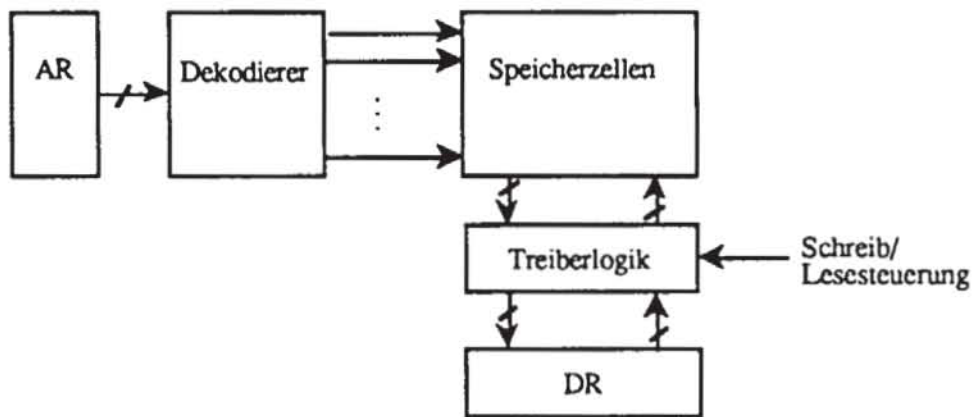 AR
Dekodierer
Speicherzellen
Treiberlogik
Schreib/
Lesesteuerung
DR